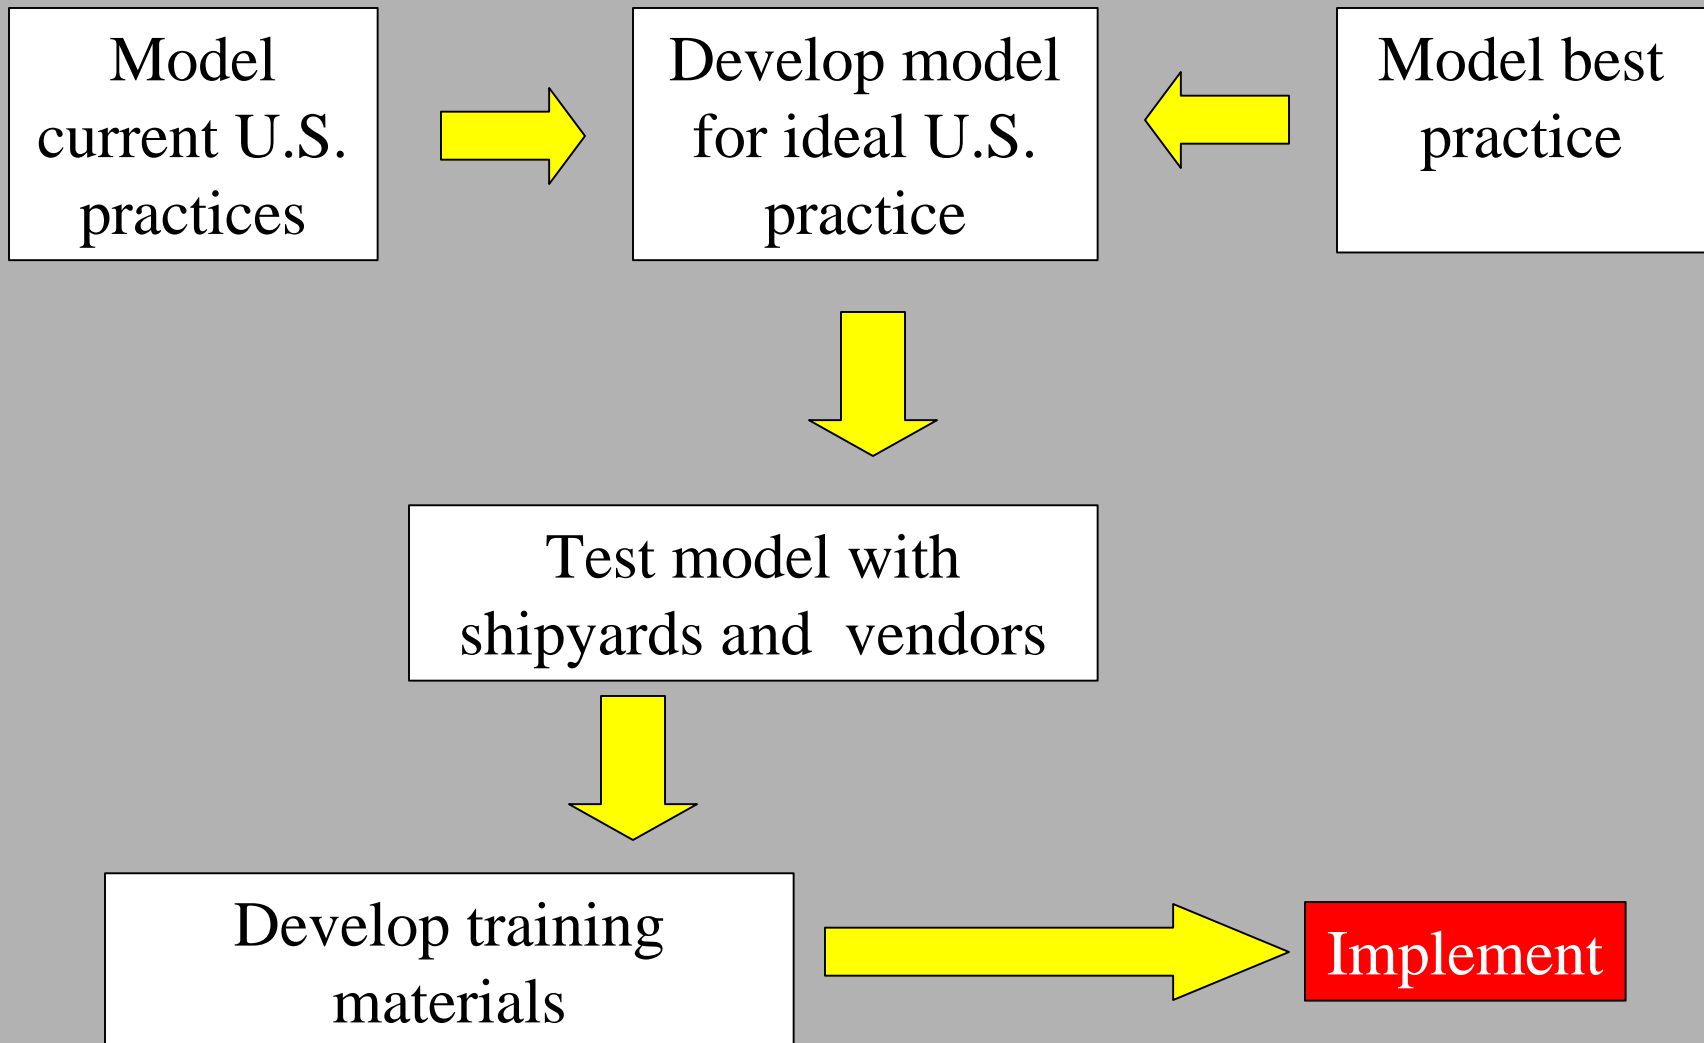 Model
current U.S.
practices
Develop model
for ideal U.S.
practice
Model best
practice
Test model with
shipyards and  vendors
Develop training
materials
Implement